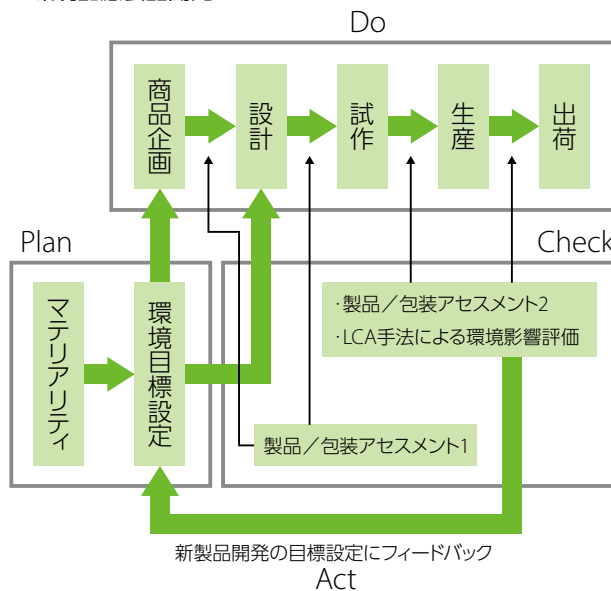 Do
商品企画
設計
試作
生産
出荷
Plan
Check
マテリアリティ
環境目標設定
・製品／包装アセスメント2
・LCA手法による環境影響評価
製品／包装アセスメント1
新製品開発の目標設定にフィードバック
Act